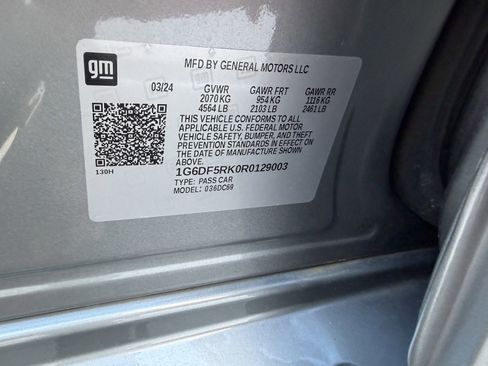 gm
MFD BY GENERAL MOTORS LLC
03/24 GVWR GAWR FRT GAWR RR
2070 KG 954 KG 1116 KG
4564 LB 2103 LB 2461 LB
THIS VEHICLE CONFORMS TO ALL
APPLICABLE U.S. FEDERAL MOTOR
VEHICLE SAFETY, BUMPER, AND THEFT
PREVENTION STANDARDS IN EFFECT ON
THE DATE OF MANUFACTURE SHOWN
ABOVE.
130H
1G6DF5RK0R0129003
TYPE: PASS CAR
MODEL: 036DC69